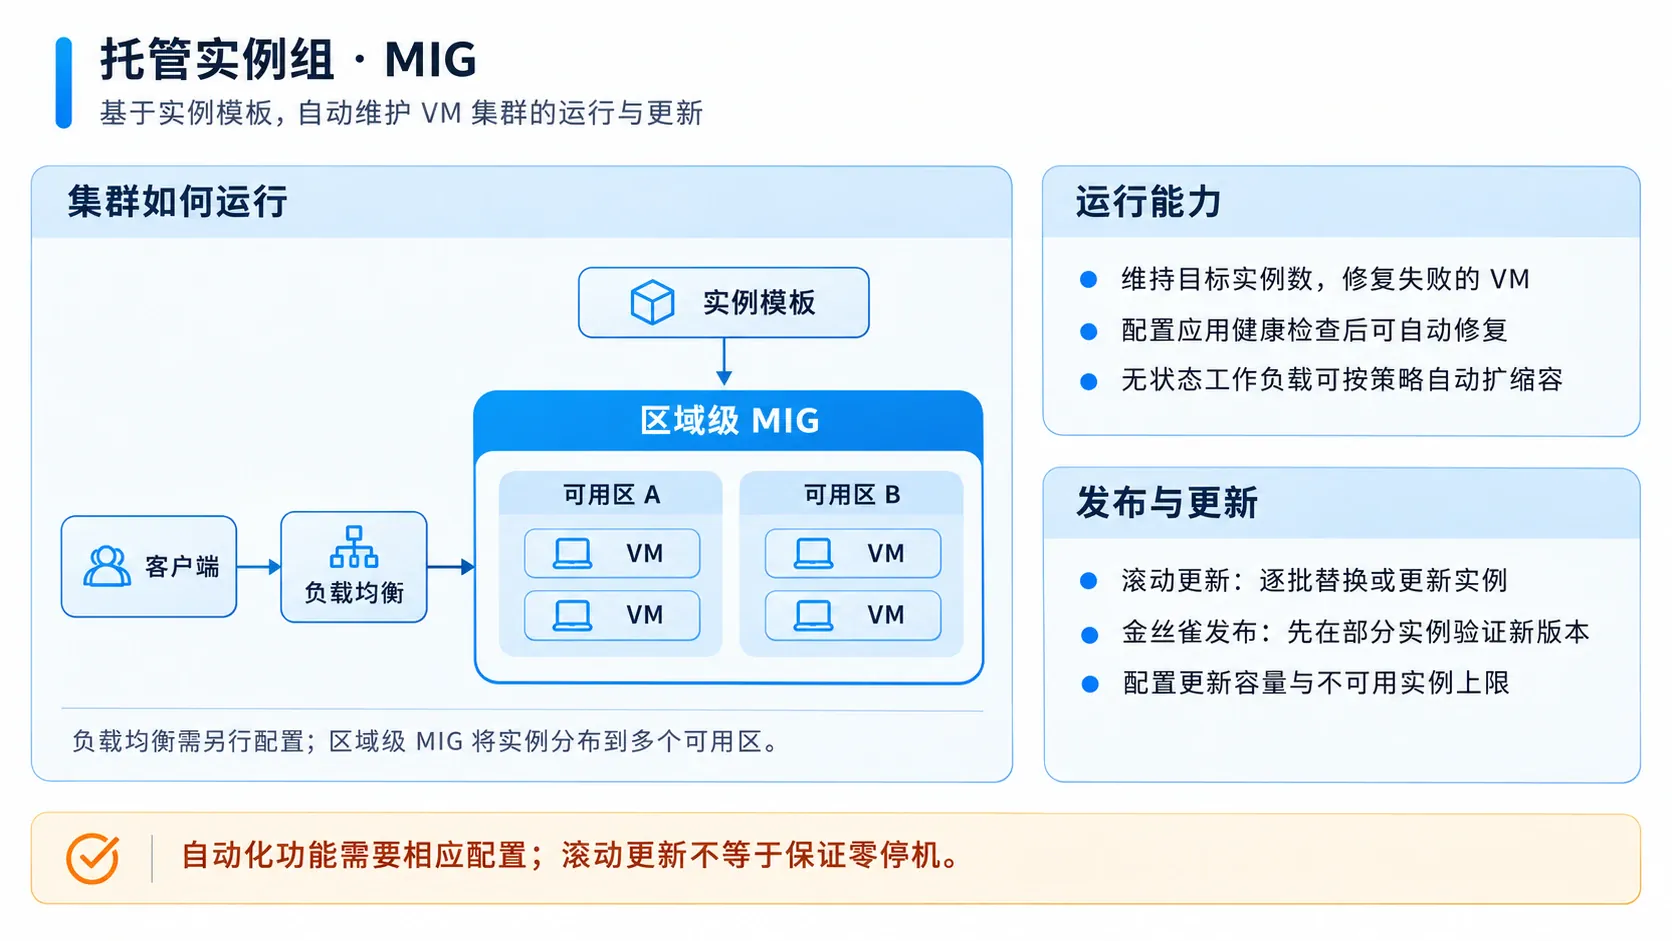 托管实例组 · MIG
基于实例模板，自动维护 VM 集群的运行与更新
集群如何运行
实例模板
区域级 MIG
可用区 A
可用区 B
VM
VM
VM
VM
客户端
负载均衡
负载均衡需另行配置；区域级 MIG 将实例分布到多个可用区。
运行能力
维持目标实例数，修复失败的 VM
配置应用健康检查后可自动修复
无状态工作负载可按策略自动扩缩容
发布与更新
滚动更新：逐批替换或更新实例
金丝雀发布：先在部分实例验证新版本
配置更新容量与不可用实例上限
自动化功能需要相应配置；滚动更新不等于保证零停机。